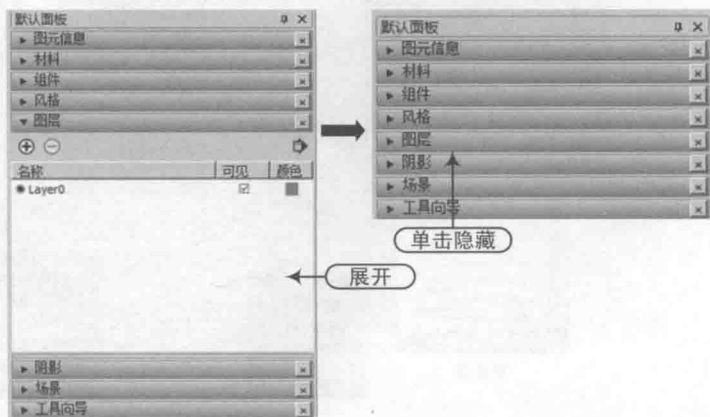 默认面板
图元信息
材料
组件
风格
图层
名称 可见 颜色
Layer0
阴影
场景
工具向导
展开
默认面板
图元信息
材料
组件
风格
图层
阴影
场景
工具向导
单击隐藏